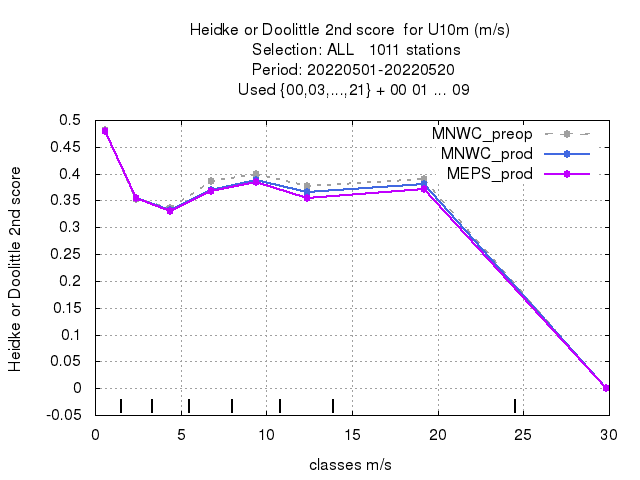 Heidke or Doolittle 2nd score  for U10m (m/s)
Selection: ALL   1011 stations
Period: 20220501-20220520
Used {00,03,...,21} + 00 01 ... 09
MNWC_preop
MNWC_prod
MEPS_prod
Heidke or Doolittle 2nd score
0.5
0.45
0.4
0.35
0.3
0.25
0.2
0.15
0.1
0.05
0
-0.05
0 5 10 15 20 25 30
classes m/s